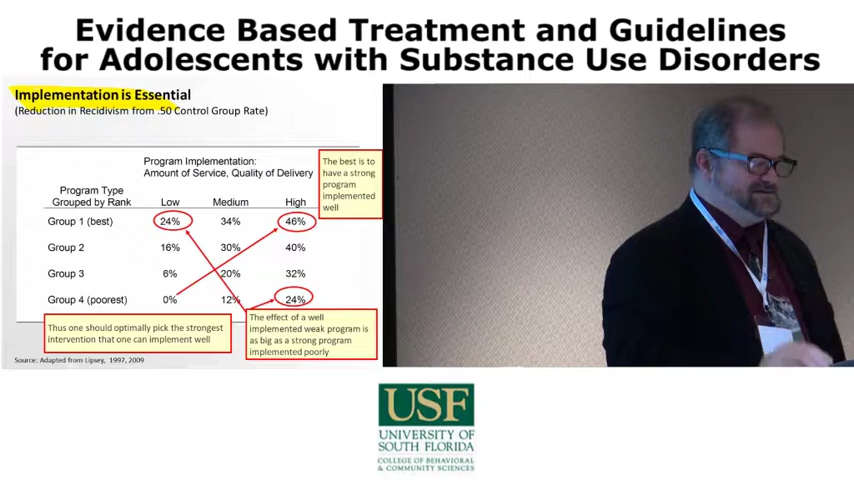 Evidence Based Treatment and Guidelines
for Adolescents with Substance Use Disorders
Implementation is Essential
(Reduction in Recidivism from .50 Control Group Rate)
Program Implementation:
Amount of Service, Quality of Delivery
Program Type
Grouped by Rank Low Medium High
Group 1 (best) 24% 34% 46%
Group 2 16% 30% 40%
Group 3 6% 20% 32%
Group 4 (poorest) 0% 12% 24%
The best is to
have a strong
program
implemented
well
Thus one should optimally pick the strongest
intervention that one can implement well
The effect of a well
implemented weak program is
as big as a strong program
implemented poorly
Source: Adapted from Lipsey, 1997, 2009
USF
UNIVERSITY OF
SOUTH FLORIDA
COLLEGE OF BEHAVIORAL
& COMMUNITY SCIENCES